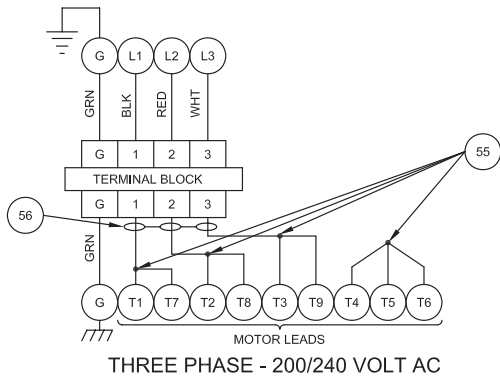 G L1 L2 L3
GRN BLK RED WHT
G 1 2 3
TERMINAL BLOCK
G 1 2 3
55
56
GRN
G T1 T7 T2 T8 T3 T9 T4 T5 T6
MOTOR LEADS
THREE PHASE - 200/240 VOLT AC